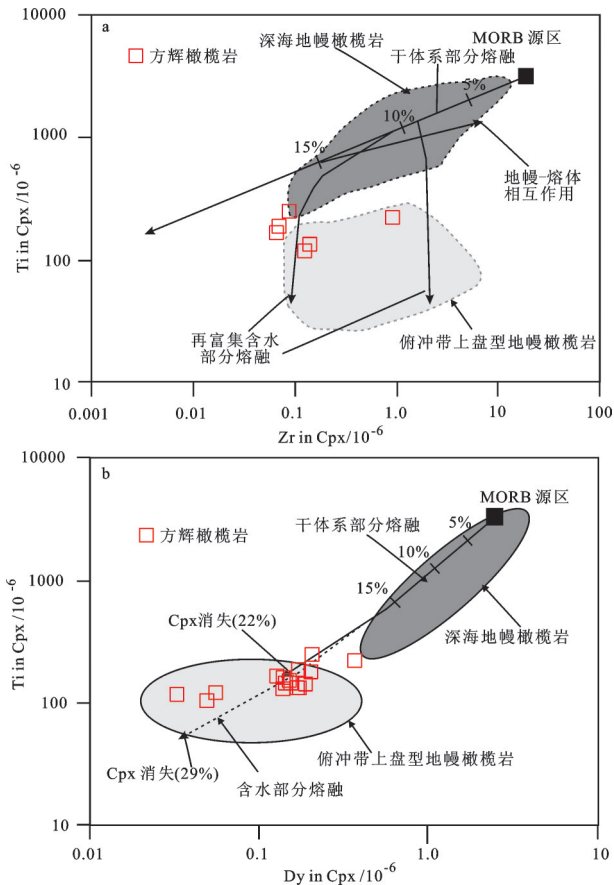 a
方辉橄榄岩
深海地幔橄榄岩
MORB 源区
干体系部分熔融
5%
10%
15%
地幔-熔体
相互作用
再富集含水
部分熔融
俯冲带上盘型地幔橄榄岩
10000
1000
100
10
Ti in Cpx /10⁻⁶
0.001
0.1
1.0
10
100
Zr in Cpx/10⁻⁶
b
方辉橄榄岩
MORB 源区
干体系部分熔融
5%
10%
15%
Cpx消失(22%)
深海地幔橄榄岩
俯冲带上盘型地幔橄榄岩
Cpx 消失(29%)
含水部分熔融
10000
1000
100
10
Ti in Cpx /10⁻⁶
0.01
0.1
1.0
10
Dy in Cpx/10⁻⁶